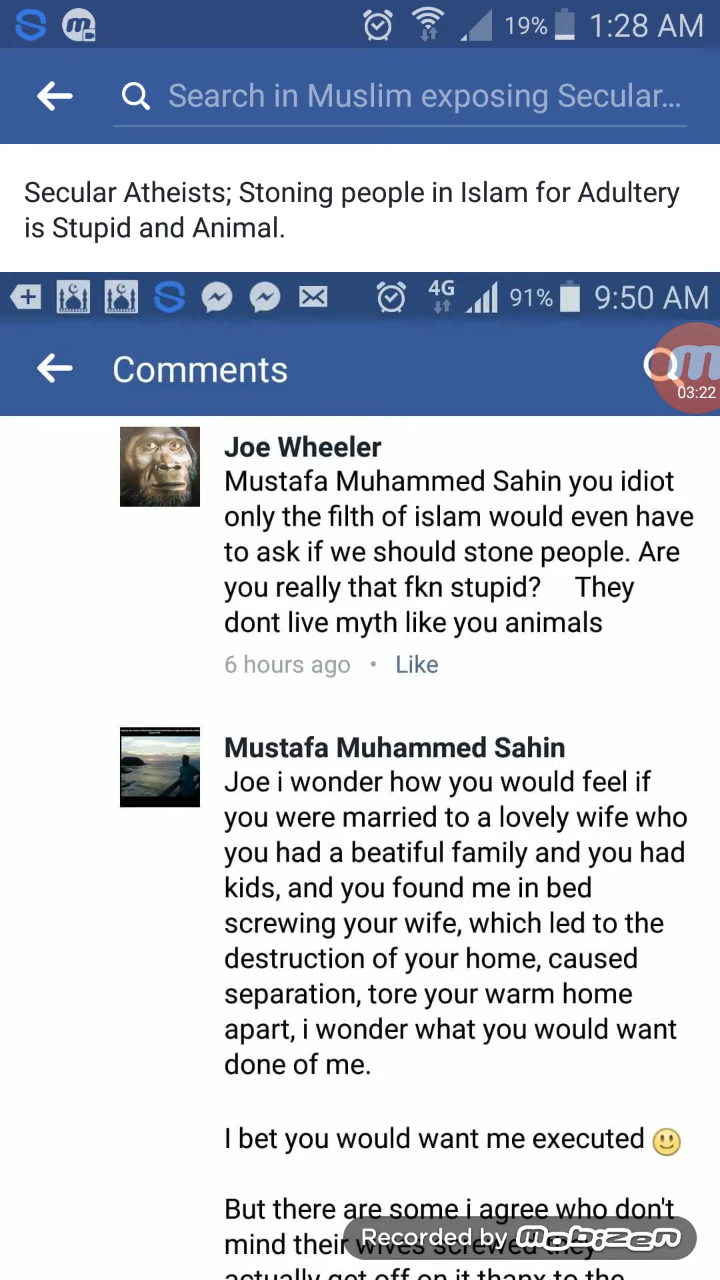 19% 1:28 AM
Search in Muslim exposing Secular...
Secular Atheists; Stoning people in Islam for Adultery
is Stupid and Animal.
4G 91% 9:50 AM
Comments
03:22
Joe Wheeler
Mustafa Muhammed Sahin you idiot
only the filth of islam would even have
to ask if we should stone people. Are
you really that fkn stupid? They
dont live myth like you animals
6 hours ago • Like
Mustafa Muhammed Sahin
Joe i wonder how you would feel if
you were married to a lovely wife who
you had a beatiful family and you had
kids, and you found me in bed
screwing your wife, which led to the
destruction of your home, caused
separation, tore your warm home
apart, i wonder what you would want
done of me.
I bet you would want me executed 🙂
But there are some i agree who don't
mind their wives screwed they
actually get off on it thanx to the
Recorded by Mobizen